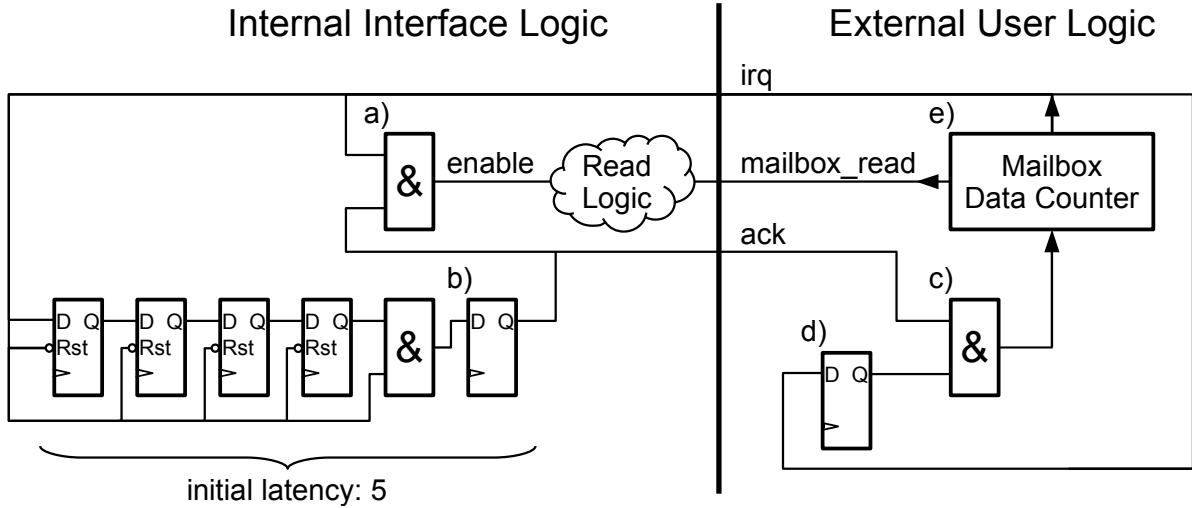 Internal Interface Logic
External User Logic
irq
a)
e)
&
enable
Read
Logic
mailbox_read
Mailbox
Data Counter
ack
b)
c)
D Q
Rst
D Q
Rst
D Q
Rst
D Q
Rst
&
D Q
d)
D Q
&
initial latency: 5